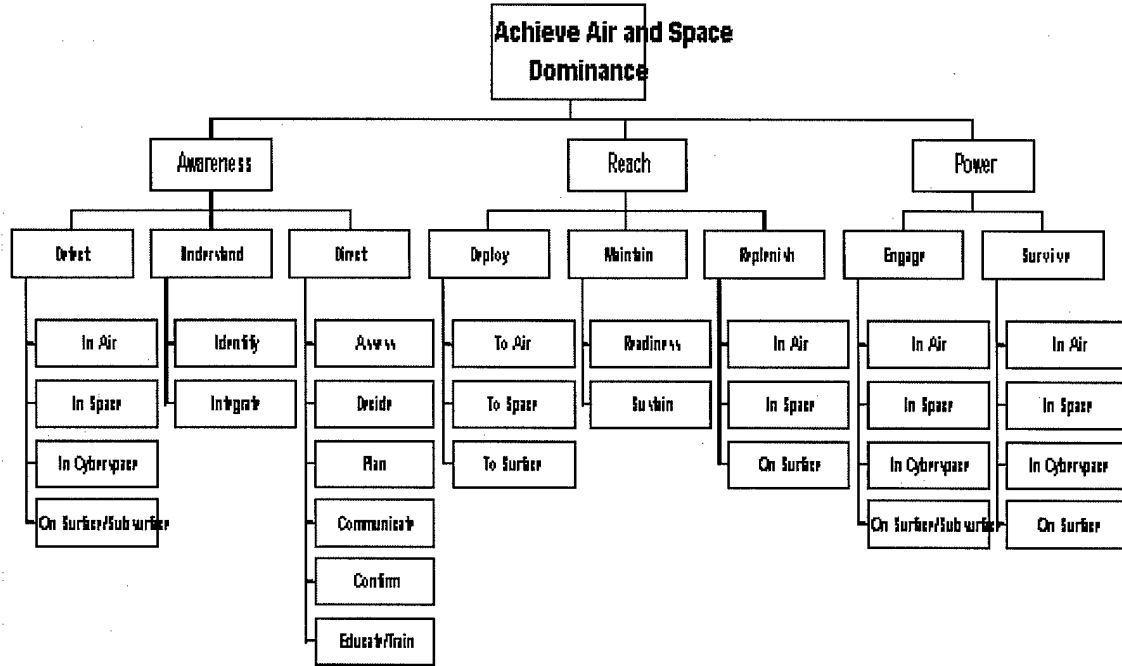 Achieve Air and Space
Dominance
Awareness
Reach
Power
Detect
Understand
Direct
Deploy
Maintain
Replenish
Engage
Survive
In Air
Identify
Assess
To Air
Readiness
In Air
In Air
In Air
In Space
Integrate
Decide
To Space
Sustain
In Space
In Space
In Space
In Cyberspace
Plan
To Surface
On Surface
In Cyberspace
In Cyberspace
On Surface/Subsurface
Communicate
On Surface/Subsurface
On Surface
Confirm
Educate/Train